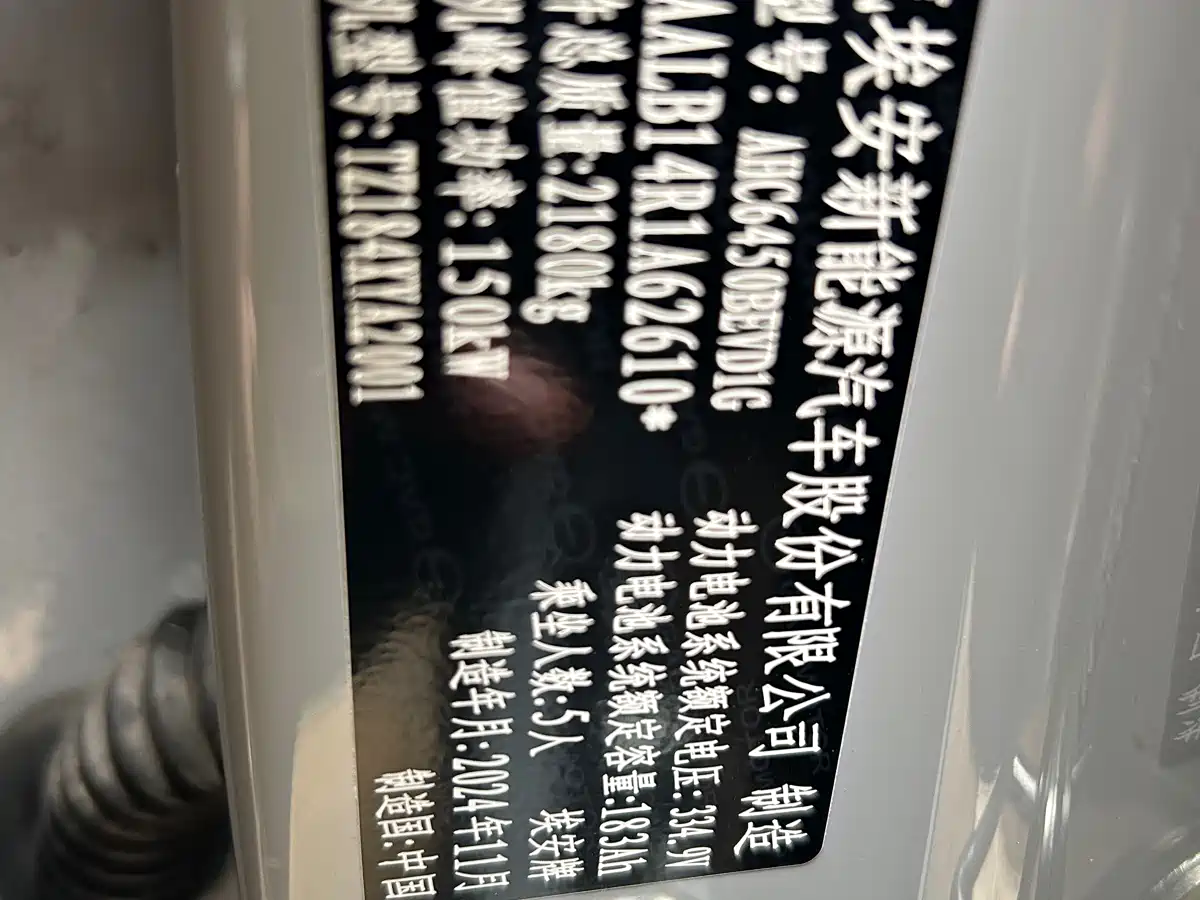 埃安新能源汽车股份有限公司 制造
型号: AHC6450BEVD1G 动力电池系统额定电压: 334.9V
AALB14R1A62610* 动力电池系统额定容量:183Ah
总质量:2180kg 乘坐人数:5人 埃安牌
峰值功率: 150kW 制造年月:2024年11月
型号:TZ184XYA2001 制造国:中国